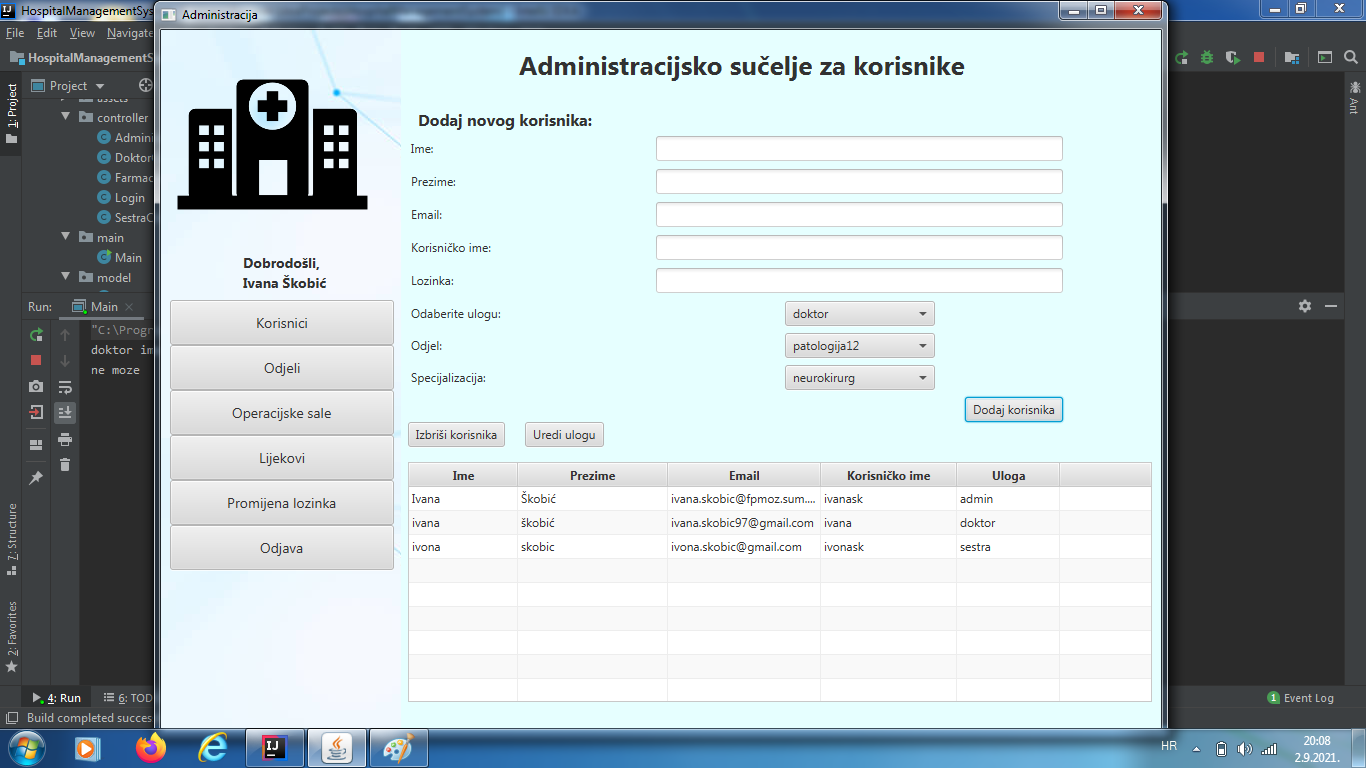 HospitalManagementSys
Administracija
File Edit View Navigate
HospitalManagementS
Project
1: Project
Ant
assets
controller
Admini
Doktor
Farmac
Login
SestraC
main
Main
model
Run: Main
"C:\Progr
doktor im
ne moze
7: Structure
2: Favorites
4: Run 6: TOD
Build completed succes
Event Log
1
Dobrodošli,
Ivana Škobić
Korisnici
Odjeli
Operacijske sale
Lijekovi
Promijena lozinka
Odjava
Administracijsko sučelje za korisnike
Dodaj novog korisnika:
Ime:
Prezime:
Email:
Korisničko ime:
Lozinka:
Odaberite ulogu: doktor
Odjel: patologija12
Specijalizacija: neurokirurg
Dodaj korisnika
Izbriši korisnika Uredi ulogu
Ime Prezime Email Korisničko ime Uloga
Ivana Škobić ivana.skobic@fpmoz.sum.... ivanask admin
ivana škobić ivana.skobic97@gmail.com ivana doktor
ivona skobic ivona.skobic@gmail.com ivonask sestra
IJ
HR
20:08
2.9.2021.